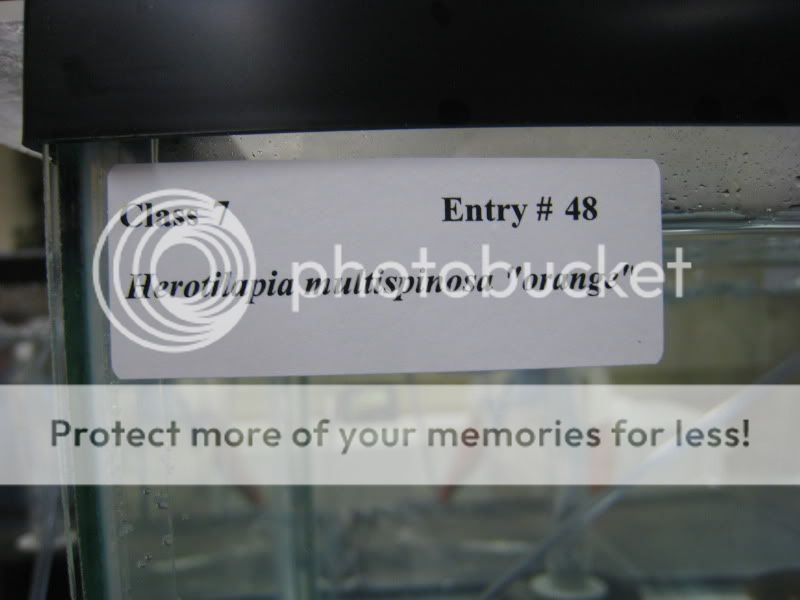 Class 7 Entry # 48
Herotilapia multispinosa "orange"
photobucket
Protect more of your memories for less!